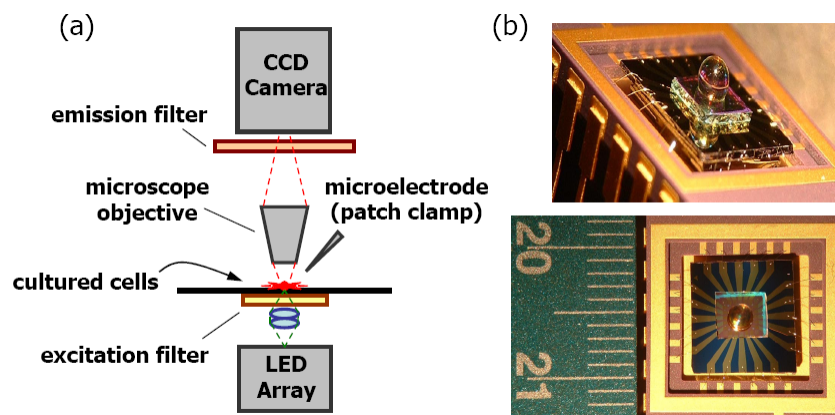 (a)
CCD
Camera
emission filter
microscope
objective
microelectrode
(patch clamp)
cultured cells
excitation filter
LED
Array
(b)
20
21